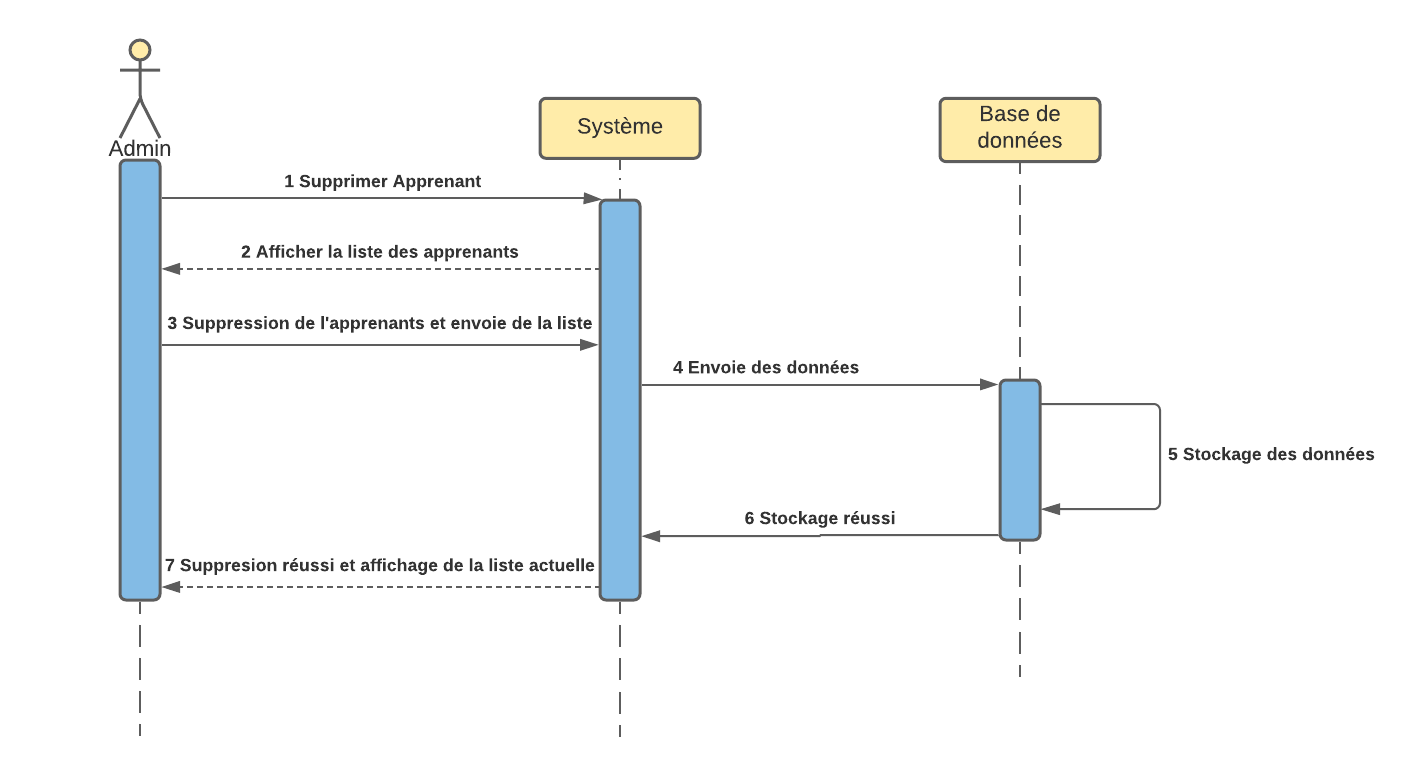 Admin
Système
Base de
données
1 Supprimer Apprenant
2 Afficher la liste des apprenants
3 Suppression de l'apprenants et envoie de la liste
4 Envoie des données
5 Stockage des données
6 Stockage réussi
7 Suppresion réussi et affichage de la liste actuelle